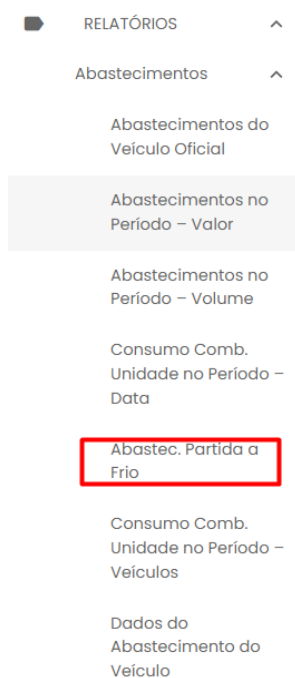 RELATÓRIOS
Abastecimentos
Abastecimentos do
Veículo Oficial
Abastecimentos no
Período – Valor
Abastecimentos no
Período – Volume
Consumo Comb.
Unidade no Período –
Data
Abastec. Partida a
Frio
Consumo Comb.
Unidade no Período –
Veículos
Dados do
Abastecimento do
Veículo